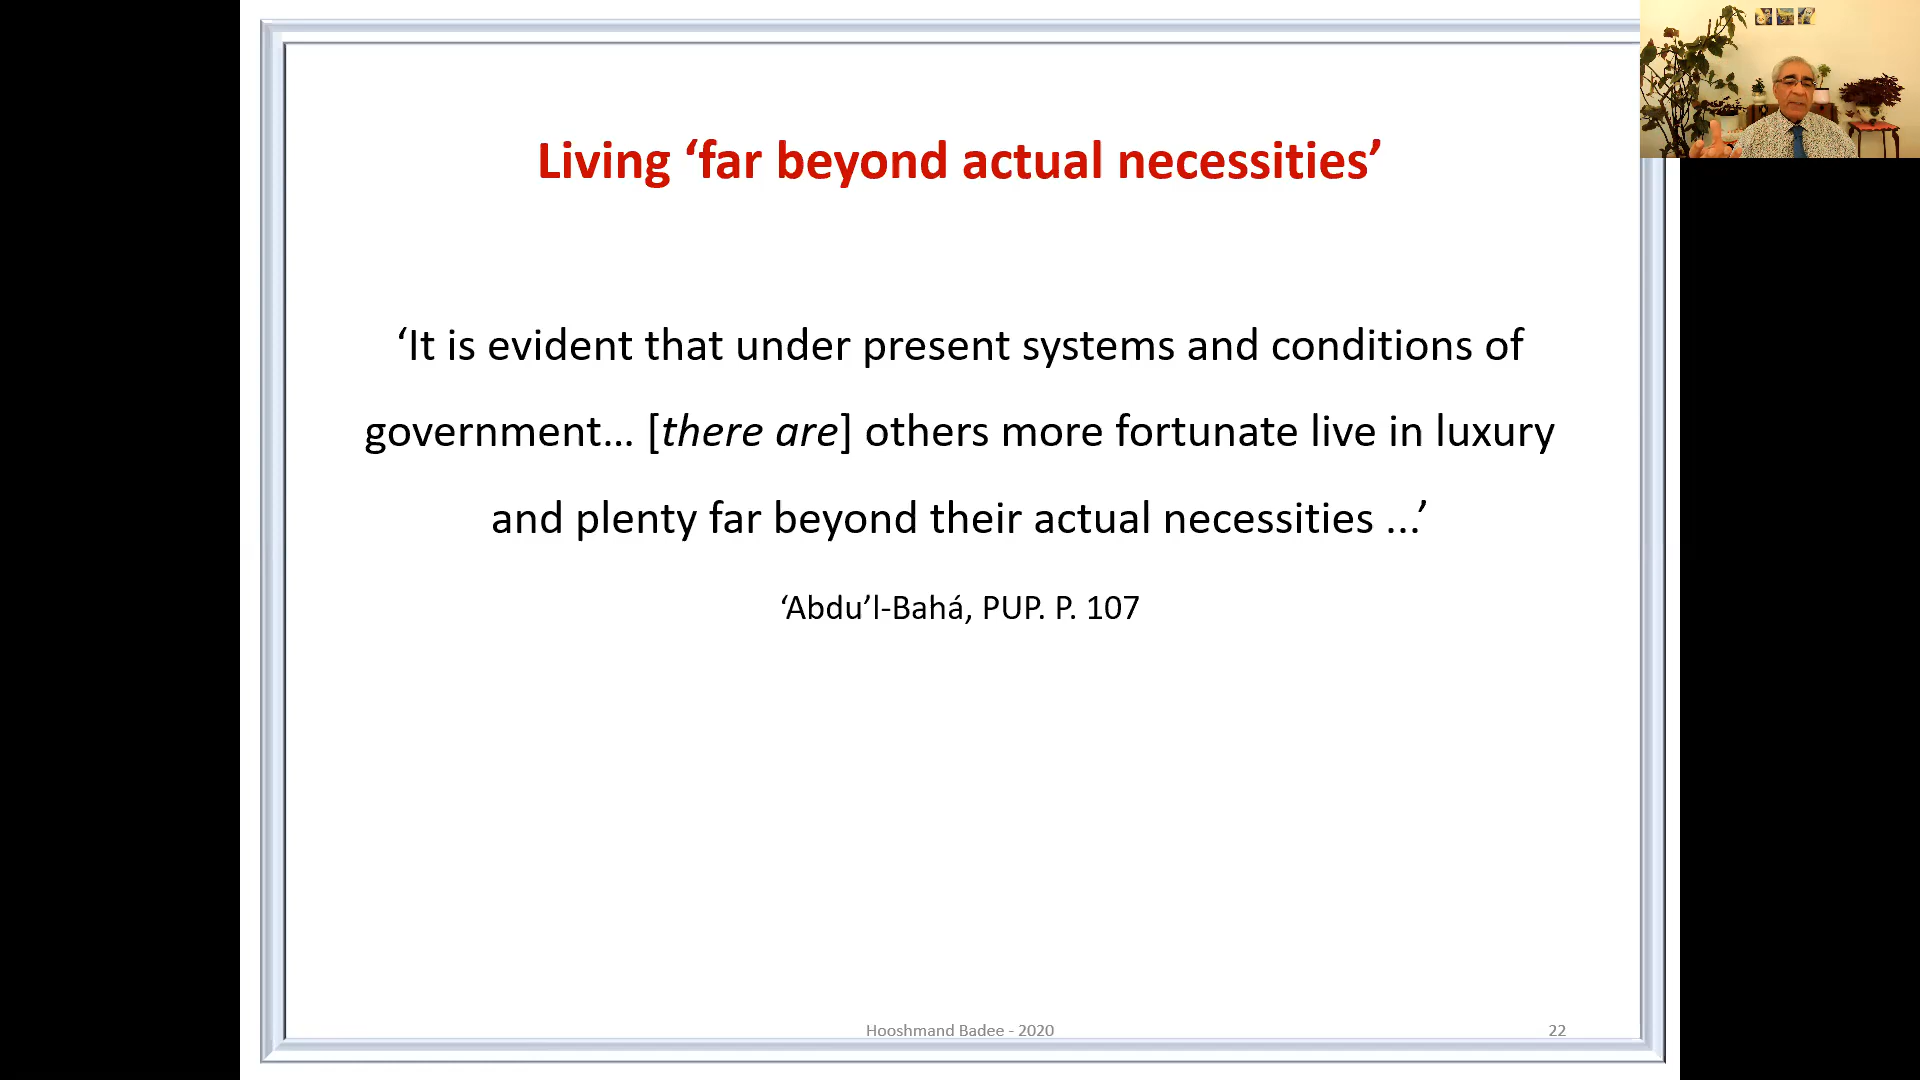 Living ‘far beyond actual necessities’
‘It is evident that under present systems and conditions of
government... [there are] others more fortunate live in luxury
and plenty far beyond their actual necessities ...’
‘Abdu’l-Bahá, PUP. P. 107
Hooshmand Badee - 2020
22